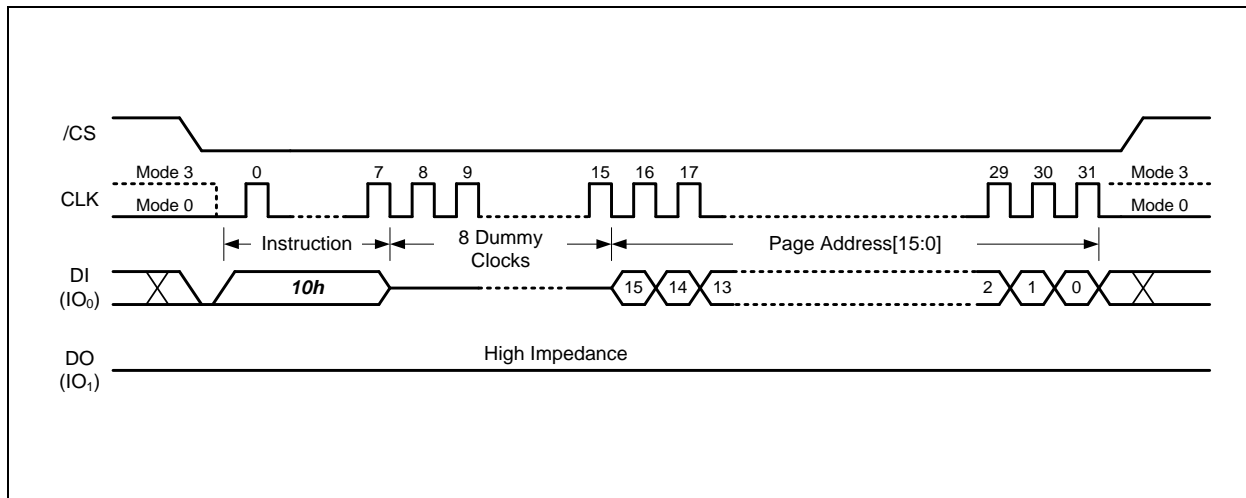 /CS
Mode 3
0
7
8
9
15
16
17
29
30
31
Mode 3
CLK
Mode 0
Mode 0
Instruction
8 Dummy
Clocks
Page Address[15:0]
DI
(IO₀)
10h
15
14
13
2
1
0
High Impedance
DO
(IO₁)